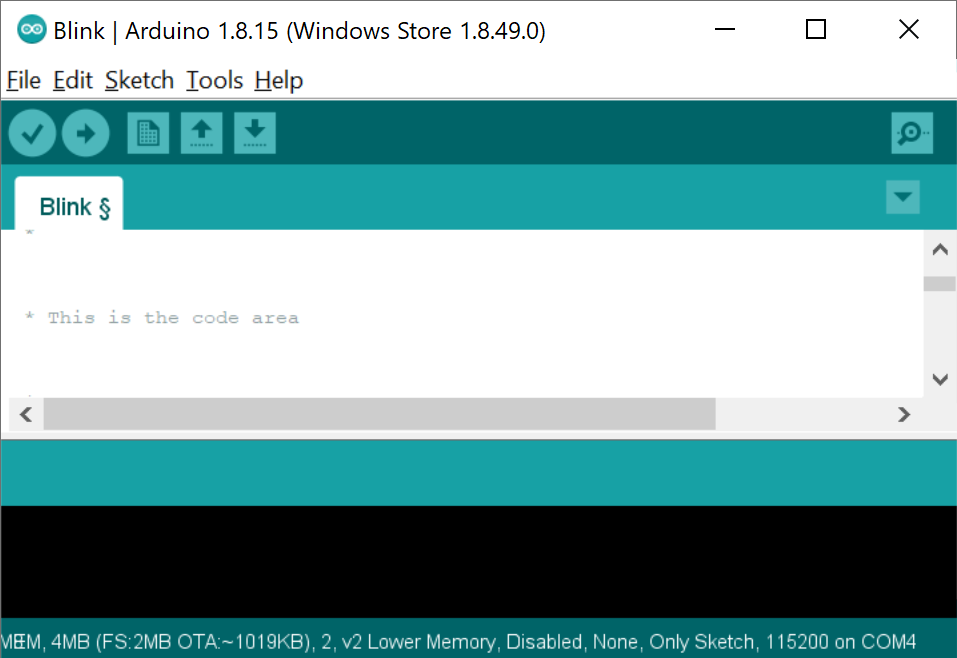 Blink | Arduino 1.8.15 (Windows Store 1.8.49.0)
File Edit Sketch Tools Help
Blink §
*
* This is the code area
4MB (FS:2MB OTA:~1019KB), 2, v2 Lower Memory, Disabled, None, Only Sketch, 115200 on COM4